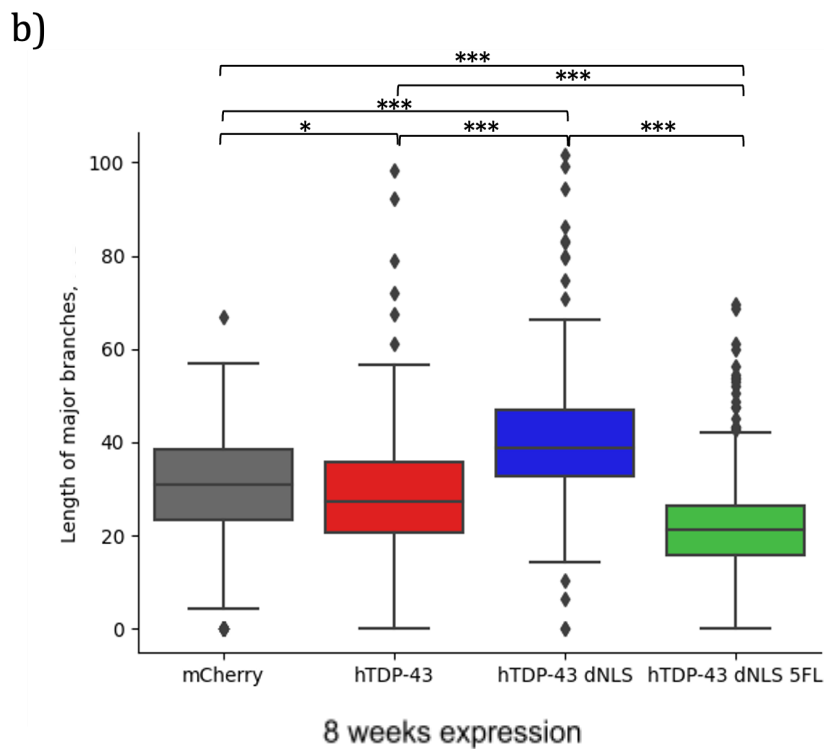 b)
***
***
***
*
***
***
Length of major branches,
100
80
60
40
20
0
mCherry
hTDP-43
hTDP-43 dNLS
hTDP-43 dNLS 5FL
8 weeks expression